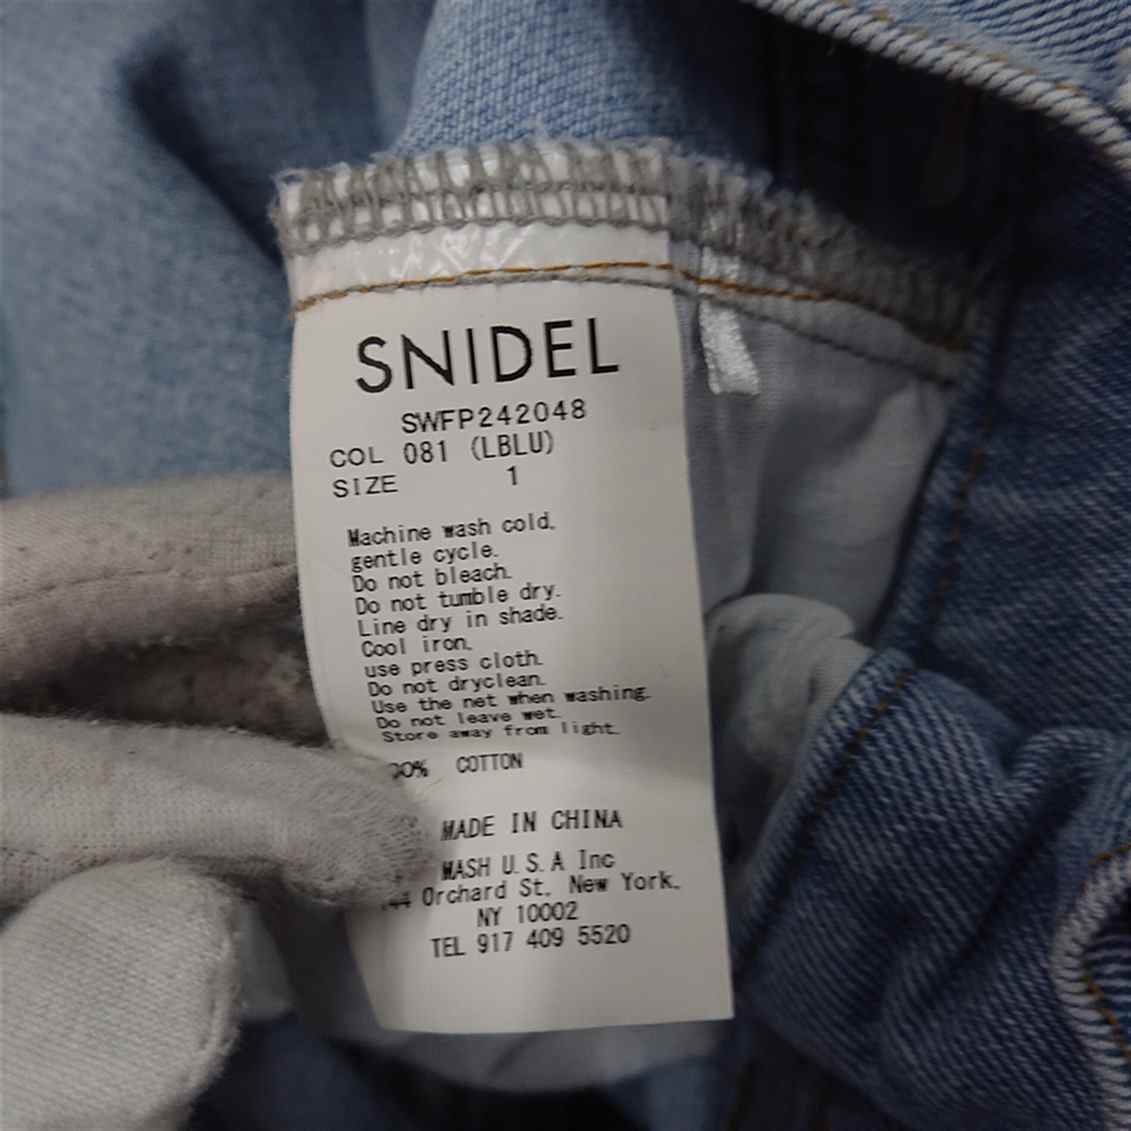 SNIDEL
SWFP242048
COL 081 (LBLU)
SIZE 1
Machine wash cold.
gentle cycle.
Do not bleach.
Do not tumble dry.
Line dry in shade.
Cool iron.
use press cloth.
Do not dryclean.
Use the net when washing.
Do not leave wet.
Store away from light.
COTTON
MADE IN CHINA
MASH U.S.A Inc
Orchard St. New York.
NY 10002
TEL 917 409 5520